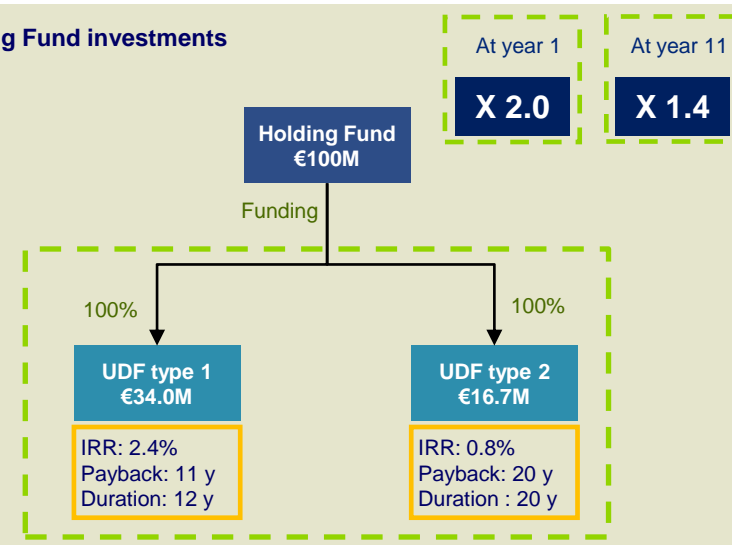 Fund investments
At year 1
At year 11
X 2.0
X 1.4
Holding Fund
€100M
Funding
100%
100%
UDF type 1
€34.0M
UDF type 2
€16.7M
IRR: 2.4%
Payback: 11 y
Duration: 12 y
IRR: 0.8%
Payback: 20 y
Duration : 20 y